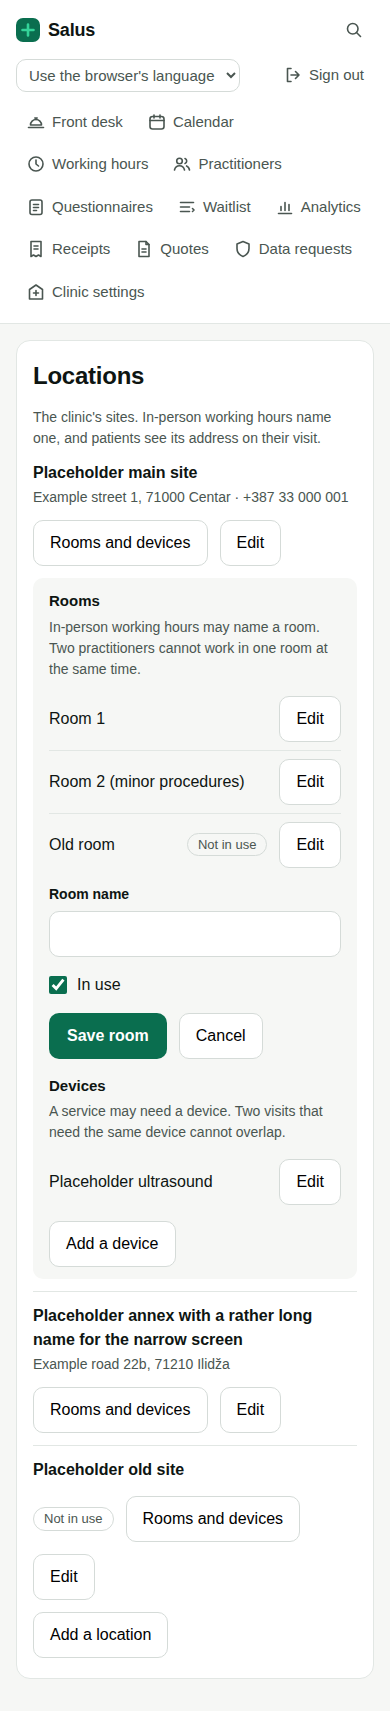 Salus
Use the browser's language
Sign out
Front desk
Calendar
Working hours
Practitioners
Questionnaires
Waitlist
Analytics
Receipts
Quotes
Data requests
Clinic settings
Locations
The clinic's sites. In-person working hours name
one, and patients see its address on their visit.
Placeholder main site
Example street 1, 71000 Centar · +387 33 000 001
Rooms and devices
Edit
Rooms
In-person working hours may name a room.
Two practitioners cannot work in one room at
the same time.
Room 1
Edit
Room 2 (minor procedures)
Edit
Old room
Not in use
Edit
Room name
In use
Save room
Cancel
Devices
A service may need a device. Two visits that
need the same device cannot overlap.
Placeholder ultrasound
Edit
Add a device
Placeholder annex with a rather long
name for the narrow screen
Example road 22b, 71210 Ilidža
Rooms and devices
Edit
Placeholder old site
Not in use
Rooms and devices
Edit
Add a location